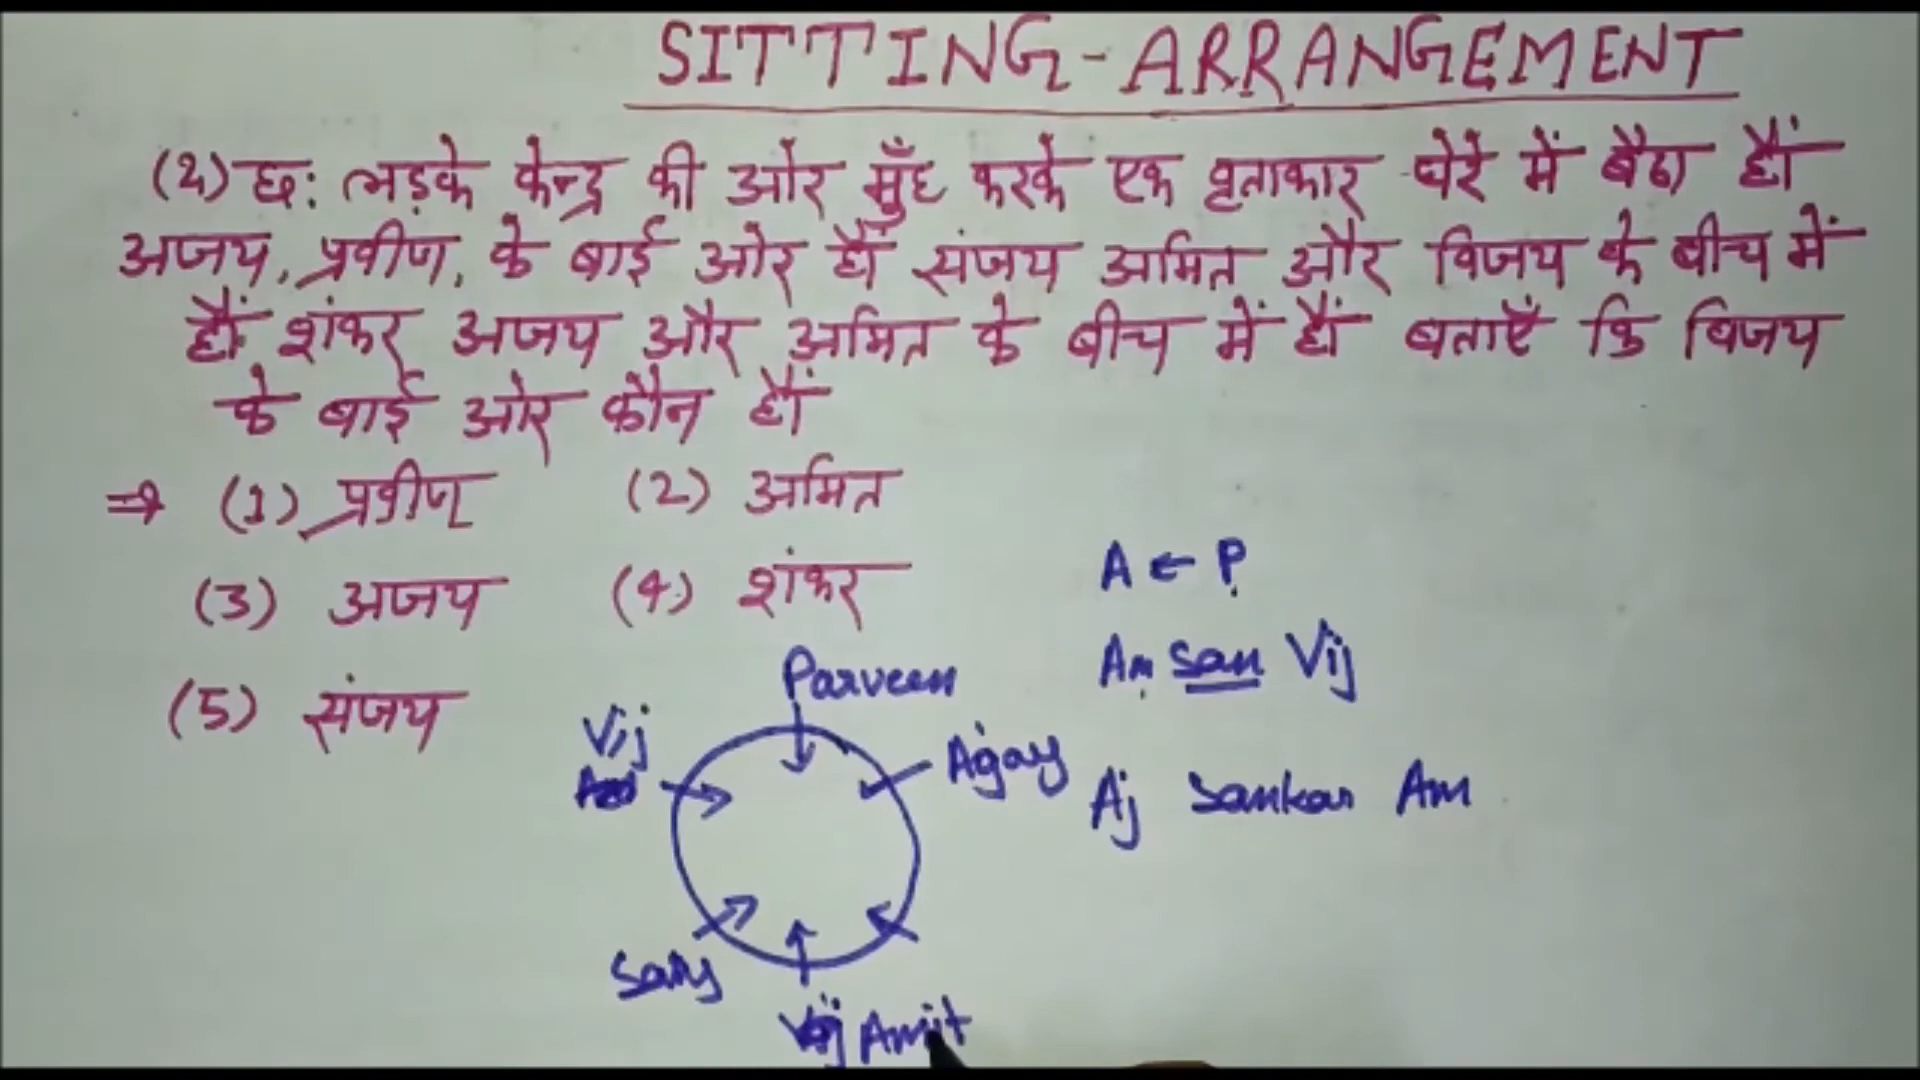 SITTING-ARRANGEMENT
(2) छ: लड़के केन्द्र की ओर मुँह करके एक वृताकार घेरे में बैठा हैं
अजय, प्रवीण, के बाई ओर हैं संजय अमित और विजय के बीच में
हैं शंकर अजय और अमित के बीच में हैं बताएँ कि विजय
के बाई ओर कौन हैं
⇒ (1) प्रवीण (2) अमित
(3) अजय (4) शंकर
(5) संजय
A ← P
Am San Vij
Aj Sankar Am
Parveen
Vij
Ajay
Sanj
Amit